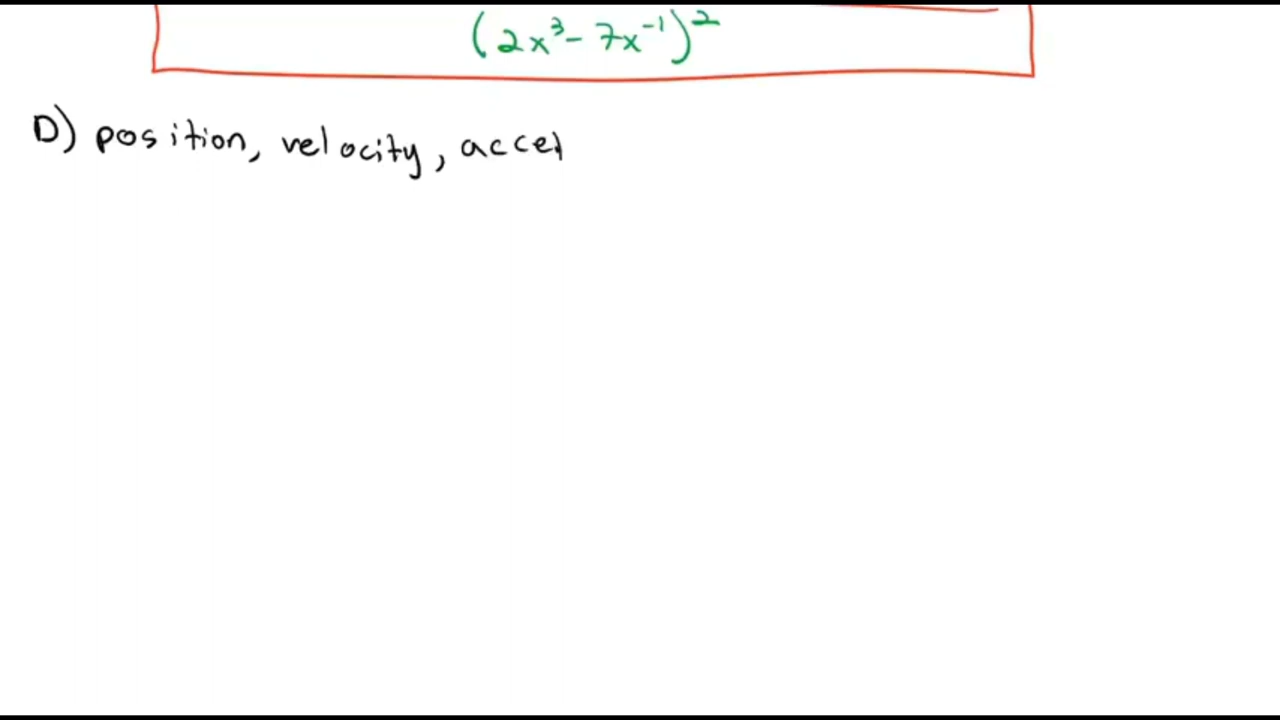 (2x³- 7x⁻¹)²
D) position, velocity, accel